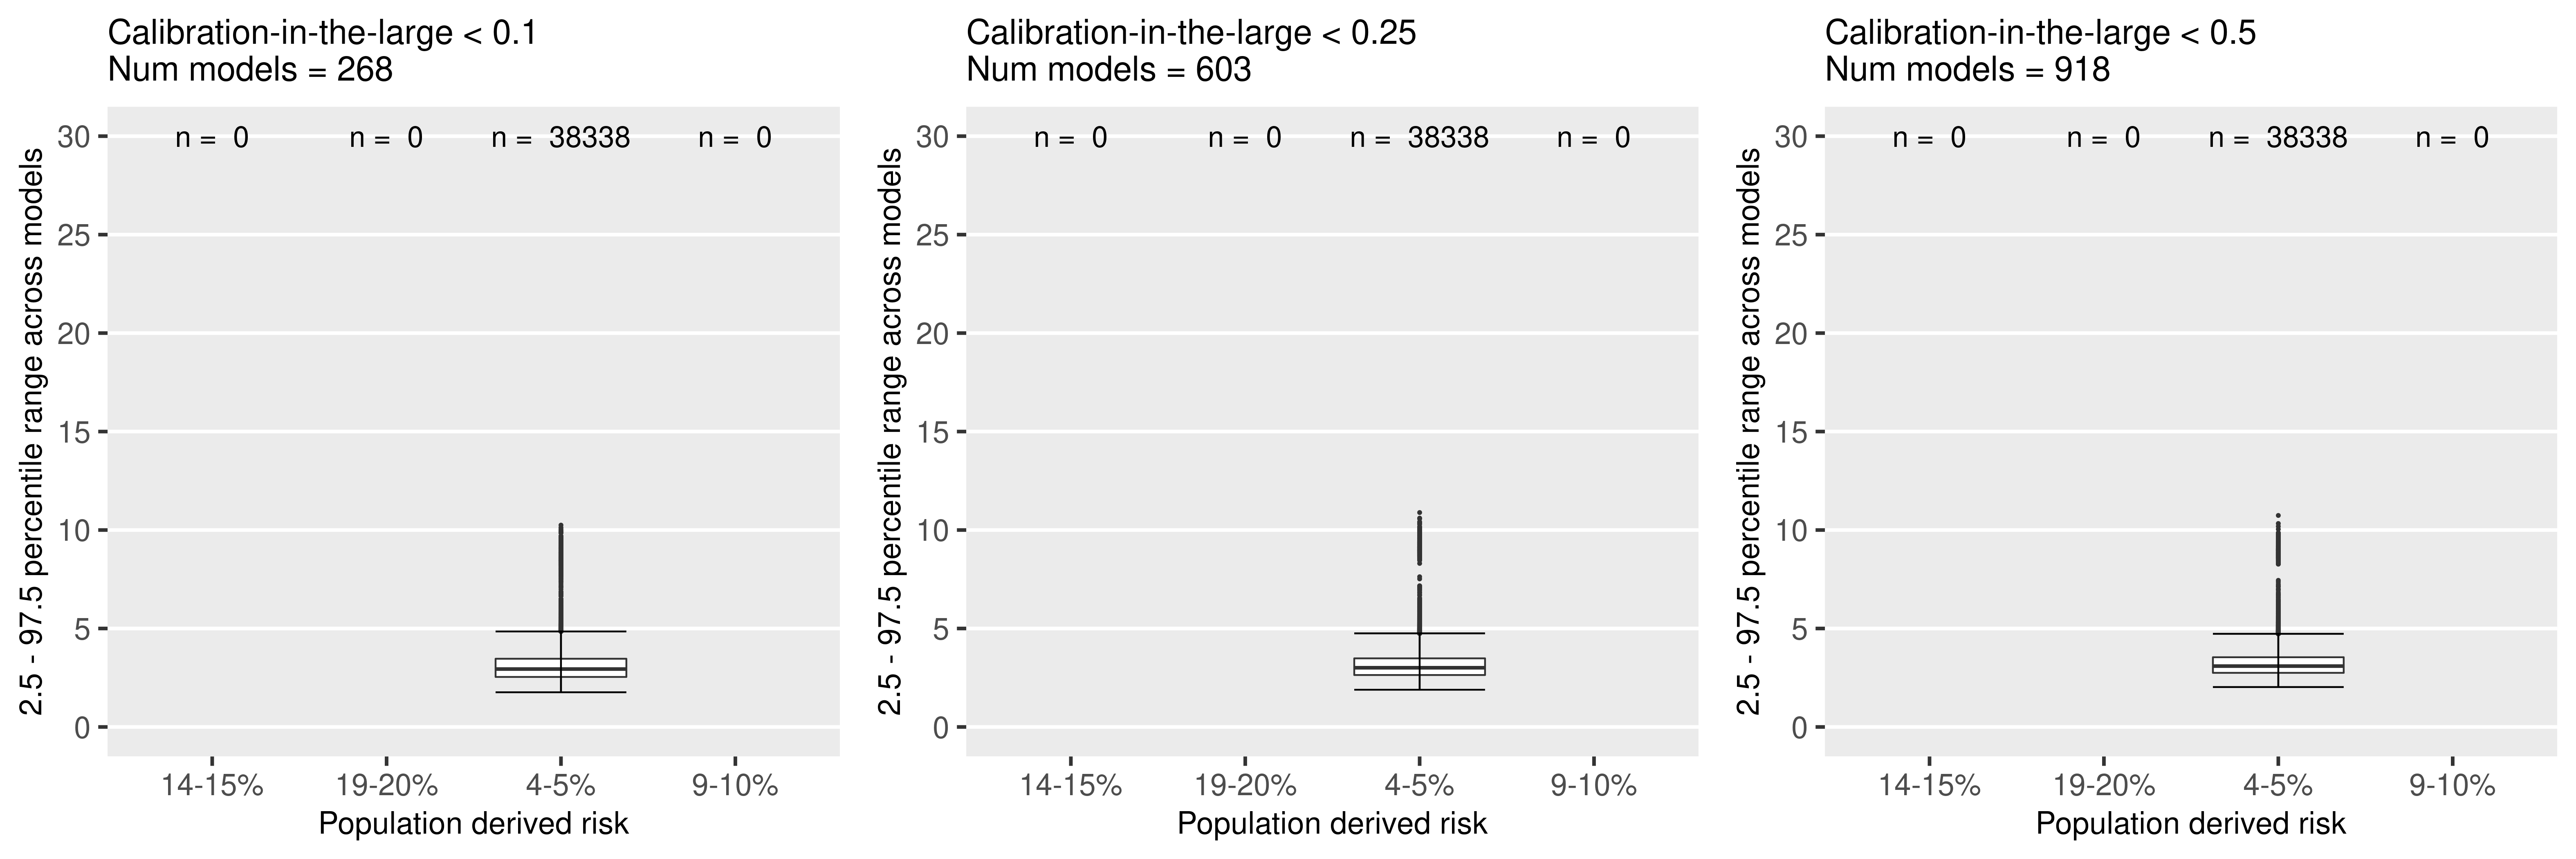 Calibration-in-the-large < 0.1
Num models = 268
2.5 - 97.5 percentile range across models
30
25
20
15
10
5
0
n = 0
n = 0
n = 38338
n = 0
14-15%
19-20%
4-5%
9-10%
Population derived risk
Calibration-in-the-large < 0.25
Num models = 603
2.5 - 97.5 percentile range across models
30
25
20
15
10
5
0
n = 0
n = 0
n = 38338
n = 0
14-15%
19-20%
4-5%
9-10%
Population derived risk
Calibration-in-the-large < 0.5
Num models = 918
2.5 - 97.5 percentile range across models
30
25
20
15
10
5
0
n = 0
n = 0
n = 38338
n = 0
14-15%
19-20%
4-5%
9-10%
Population derived risk